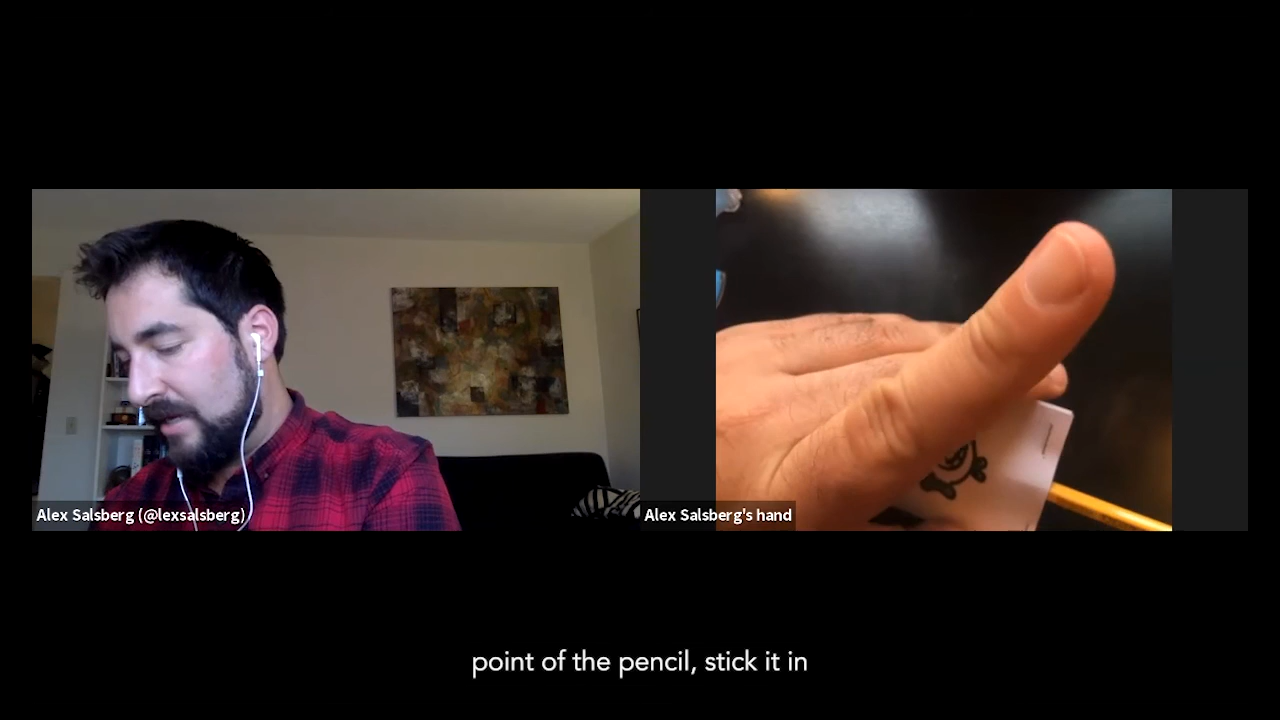 Alex Salsberg (@lexsalsberg)
Alex Salsberg's hand
point of the pencil, stick it in